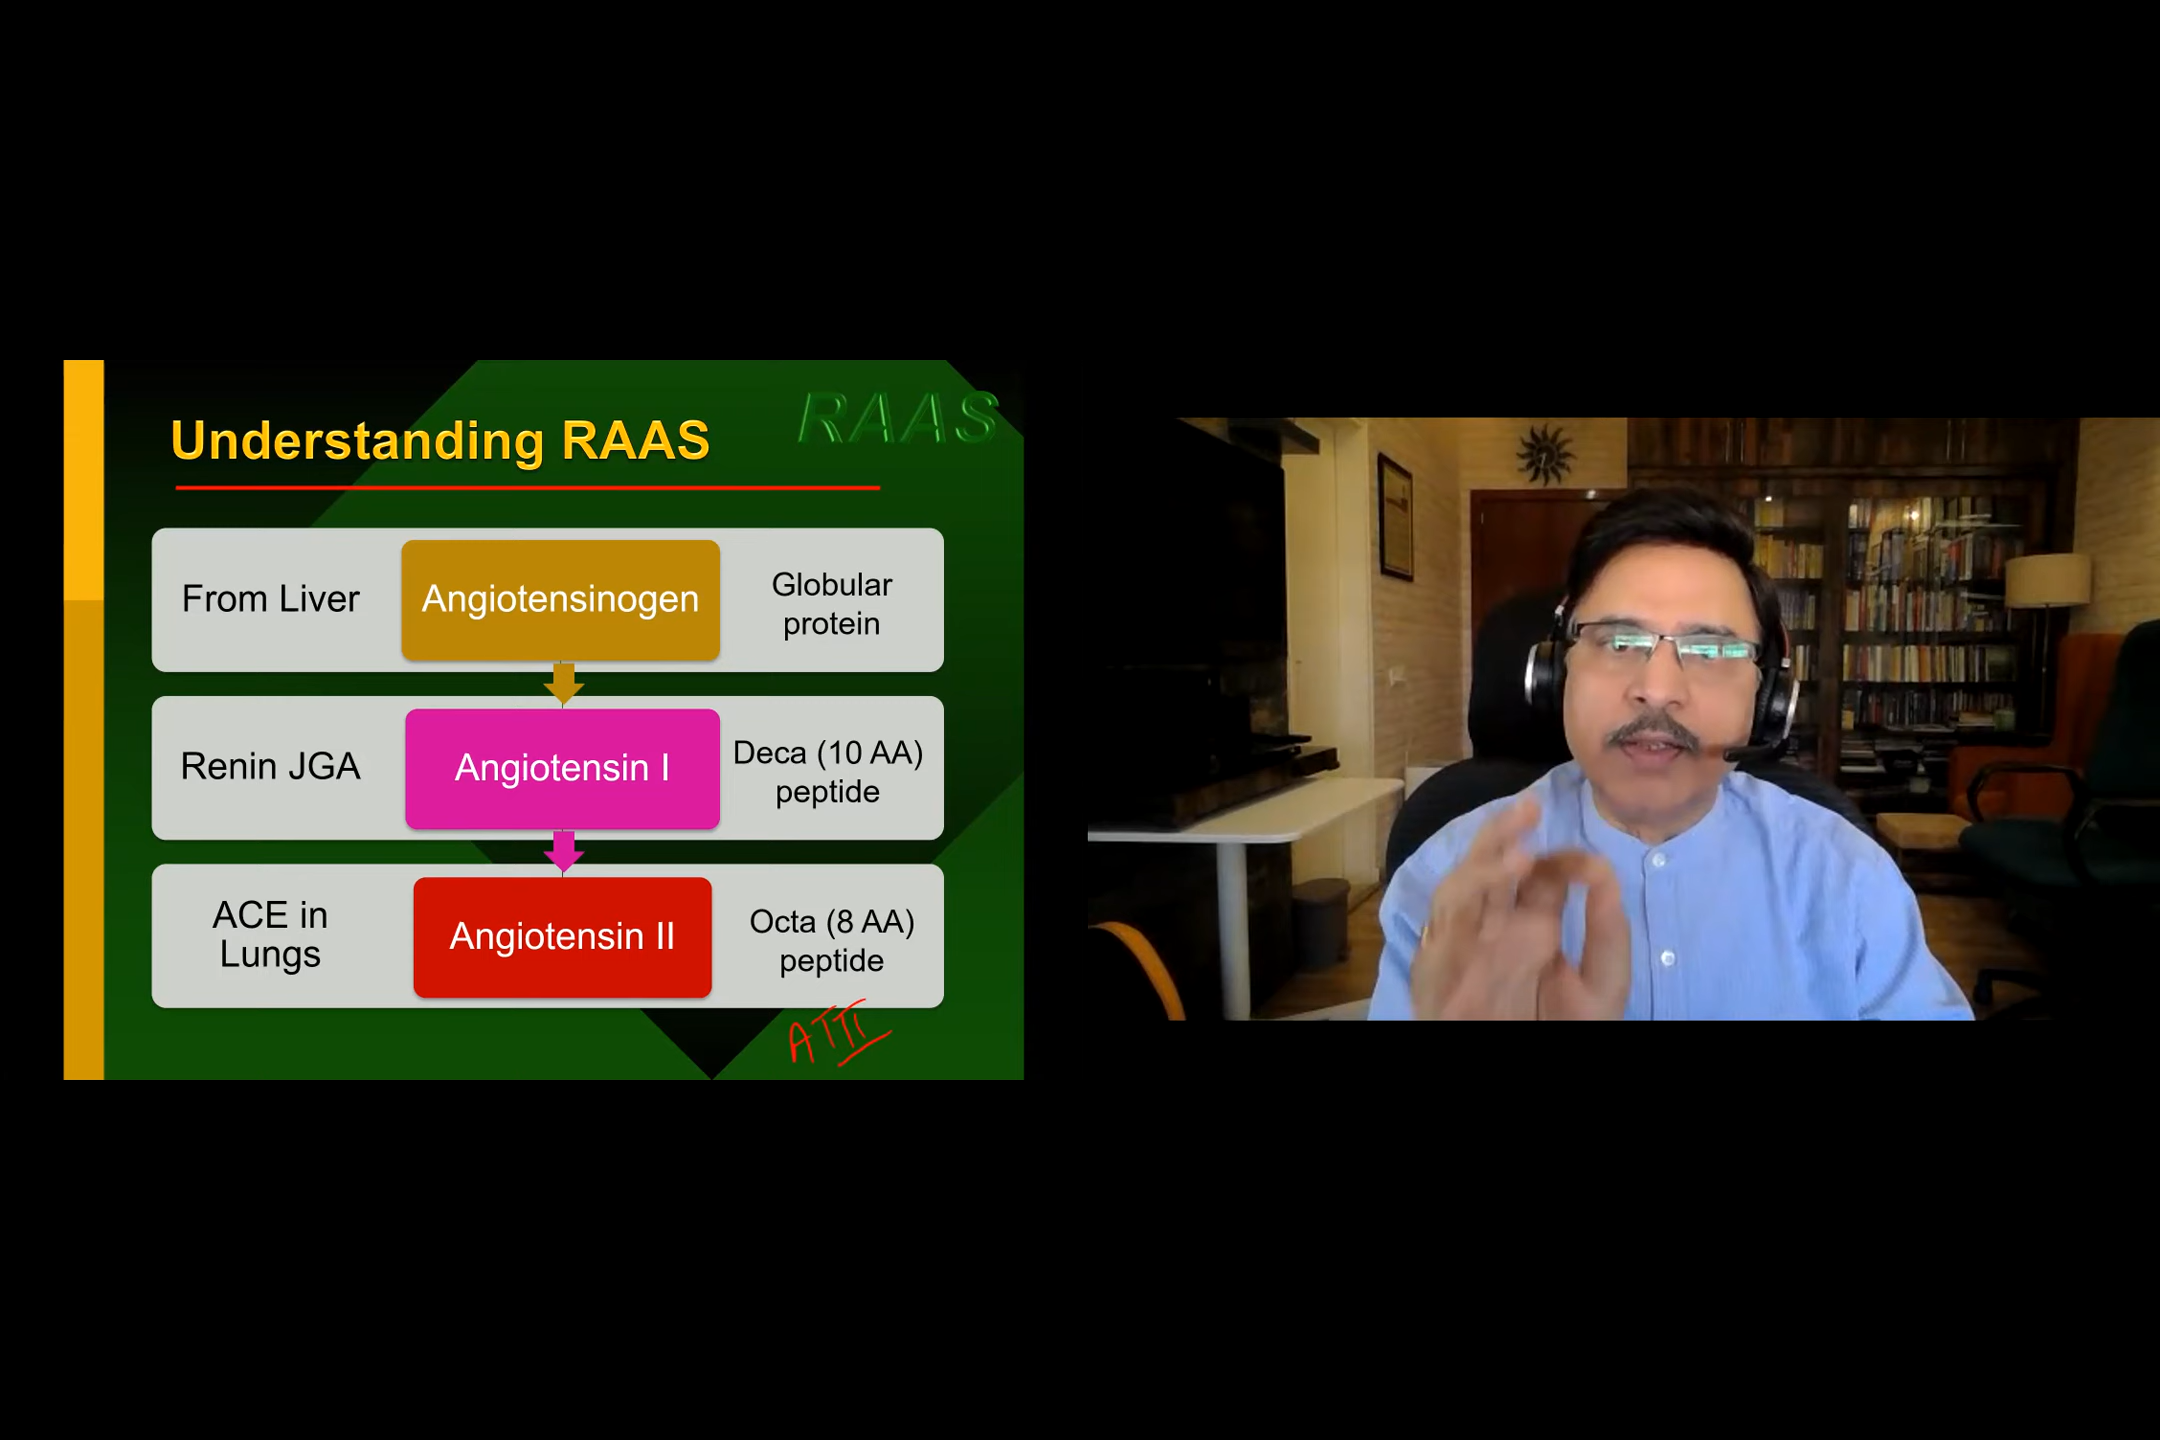 RAAS
Understanding RAAS
From Liver
Angiotensinogen
Globular
protein
Renin JGA
Angiotensin I
Deca (10 AA)
peptide
ACE in
Lungs
Angiotensin II
Octa (8 AA)
peptide
ATII